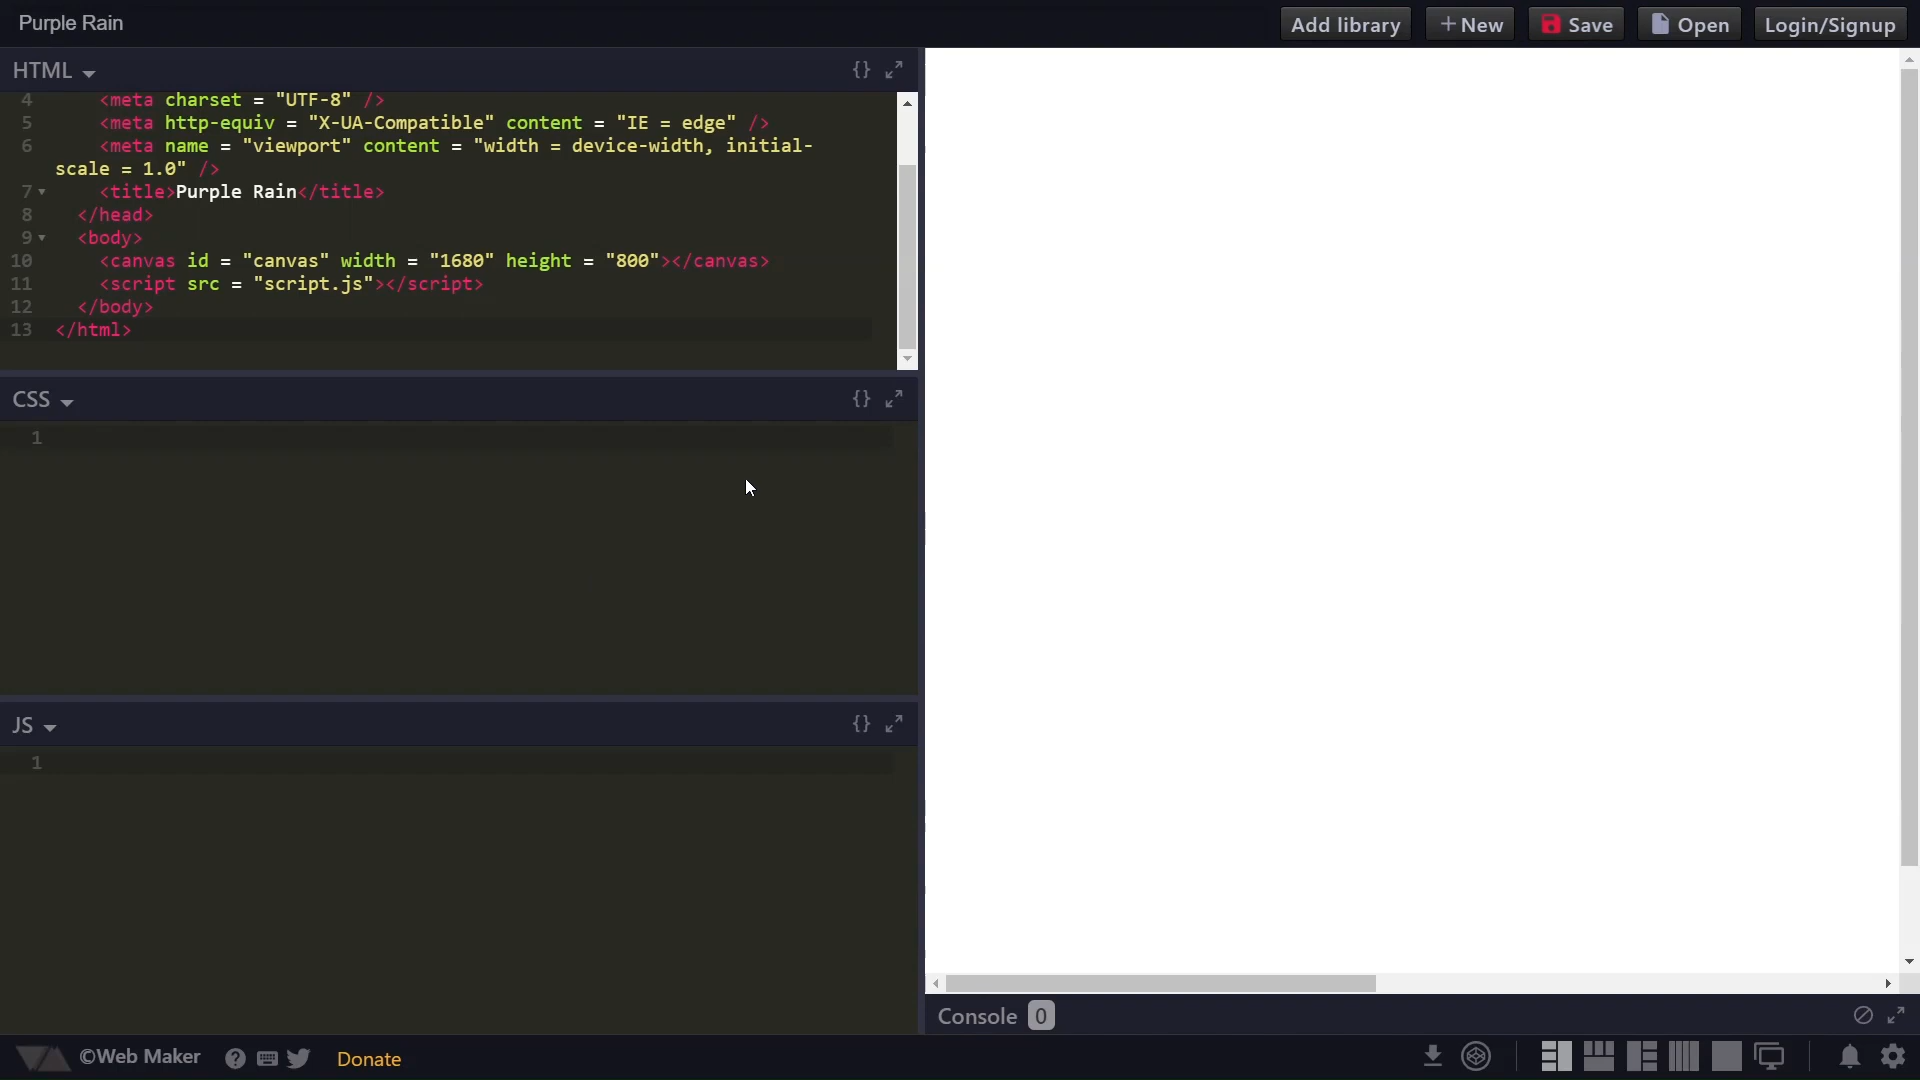 Purple Rain
Add library
+ New
Save
Open
Login/Signup
HTML
{}
4 <meta charset = "UTF-8" />
5 <meta http-equiv = "X-UA-Compatible" content = "IE = edge" />
6 <meta name = "viewport" content = "width = device-width, initial-
scale = 1.0" />
7 <title>Purple Rain</title>
8 </head>
9 <body>
10 <canvas id = "canvas" width = "1680" height = "800"></canvas>
11 <script src = "script.js"></script>
12 </body>
13 </html>
CSS
{}
1
JS
{}
1
Console 0
©Web Maker
?
Donate